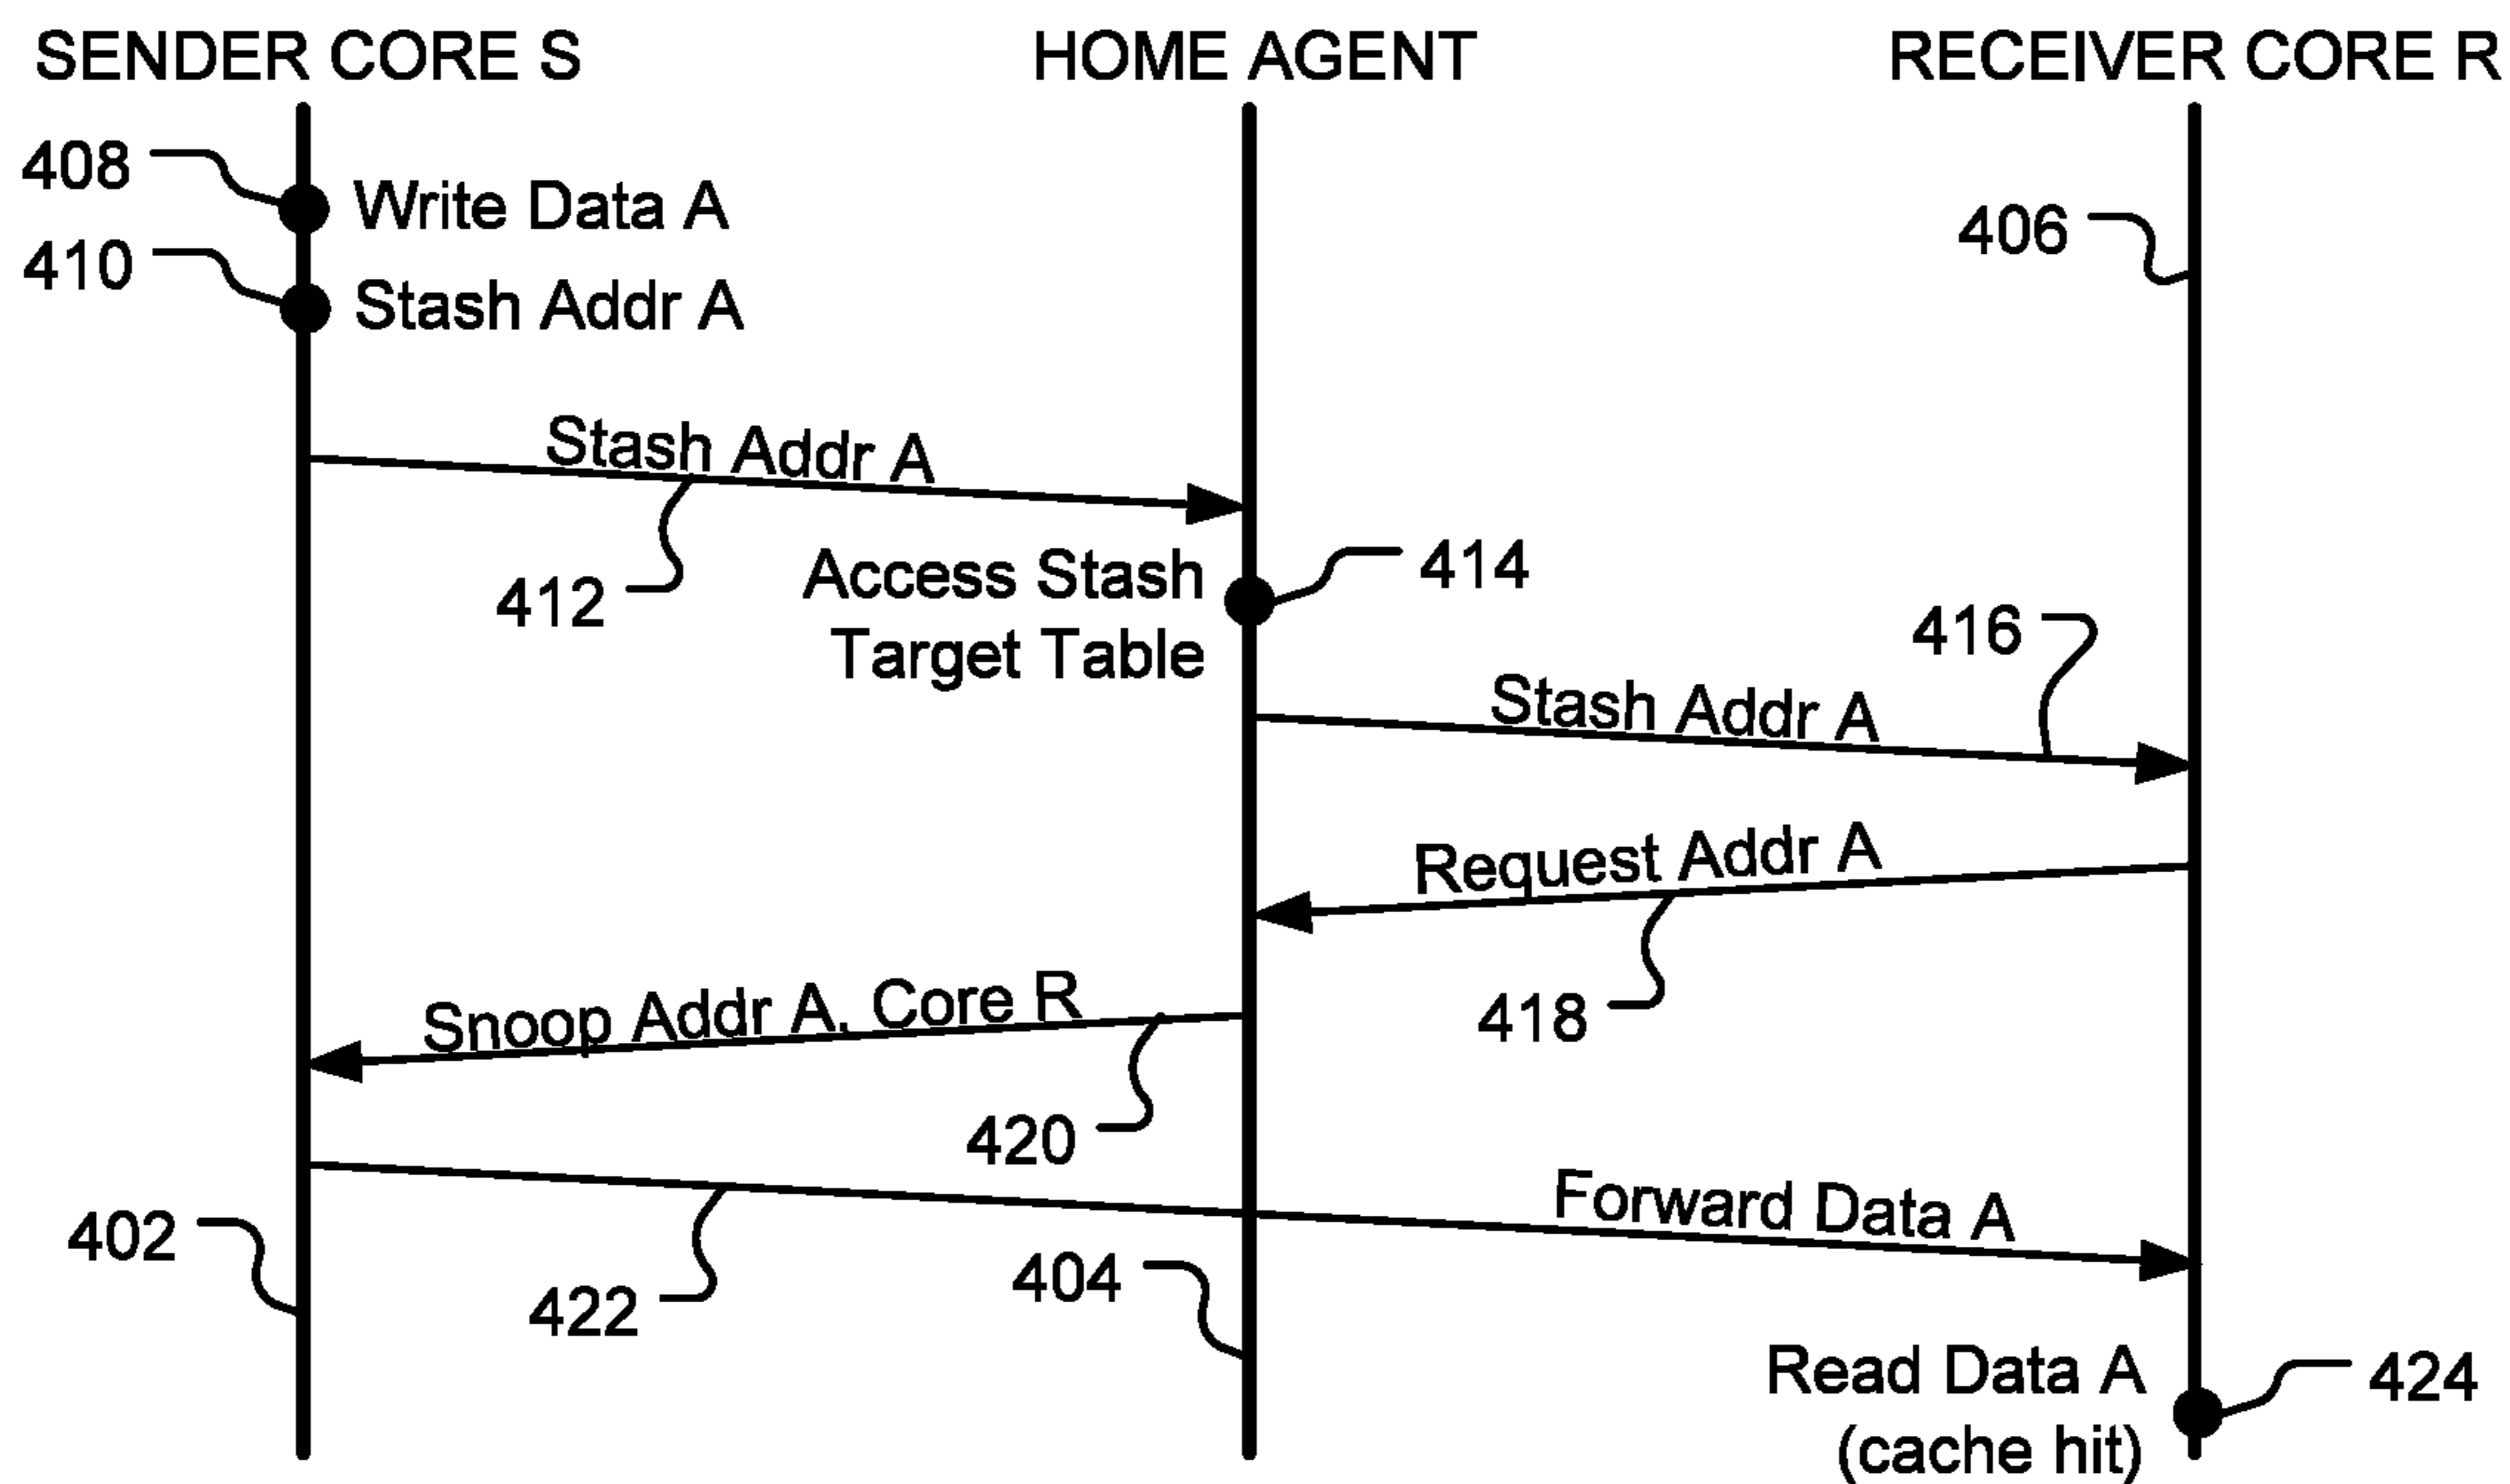 SENDER CORE S
HOME AGENT
RECEIVER CORE R
408
Write Data A
406
410
Stash Addr A
Stash Addr A
412
Access Stash
Target Table
414
416
Stash Addr A
Request Addr A
418
Snoop Addr A, Core R
420
402
422
Forward Data A
404
Read Data A
(cache hit)
424